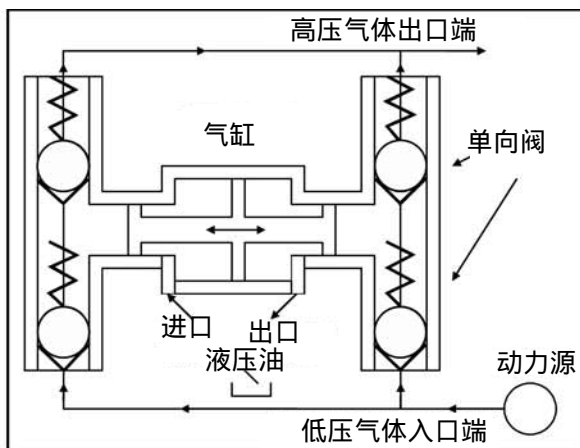 高压气体出口端
气缸
单向阀
进口
出口
液压油
动力源
低压气体入口端